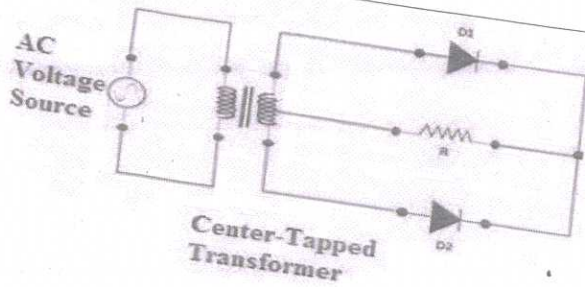 AC
Voltage
Source
D1
R
D2
Center-Tapped
Transformer